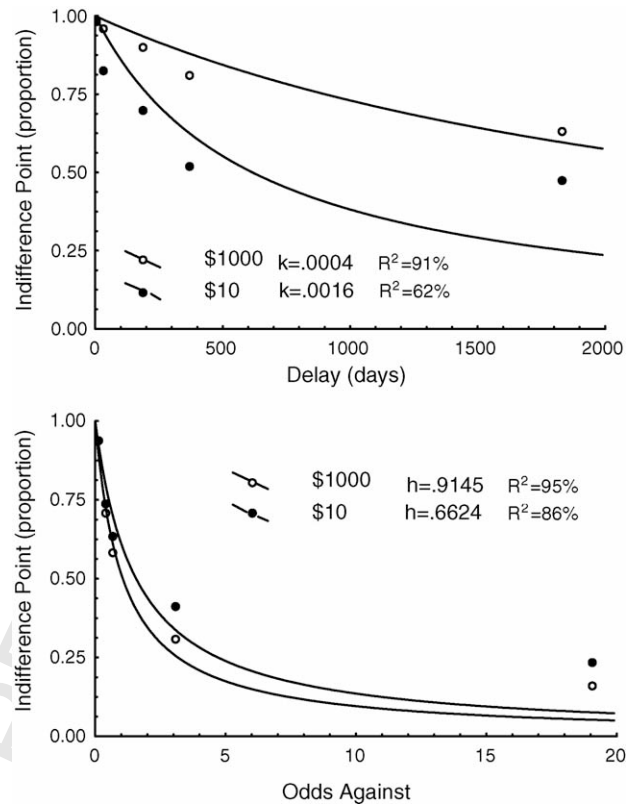 Indifference Point (proportion)
1.00
0.75
0.50
0.25
0.00
$1000 k=.0004 R²=91%
$10 k=.0016 R²=62%
0 500 1000 1500 2000
Delay (days)
Indifference Point (proportion)
1.00
0.75
0.50
0.25
0.00
$1000 h=.9145 R²=95%
$10 h=.6624 R²=86%
0 5 10 15 20
Odds Against